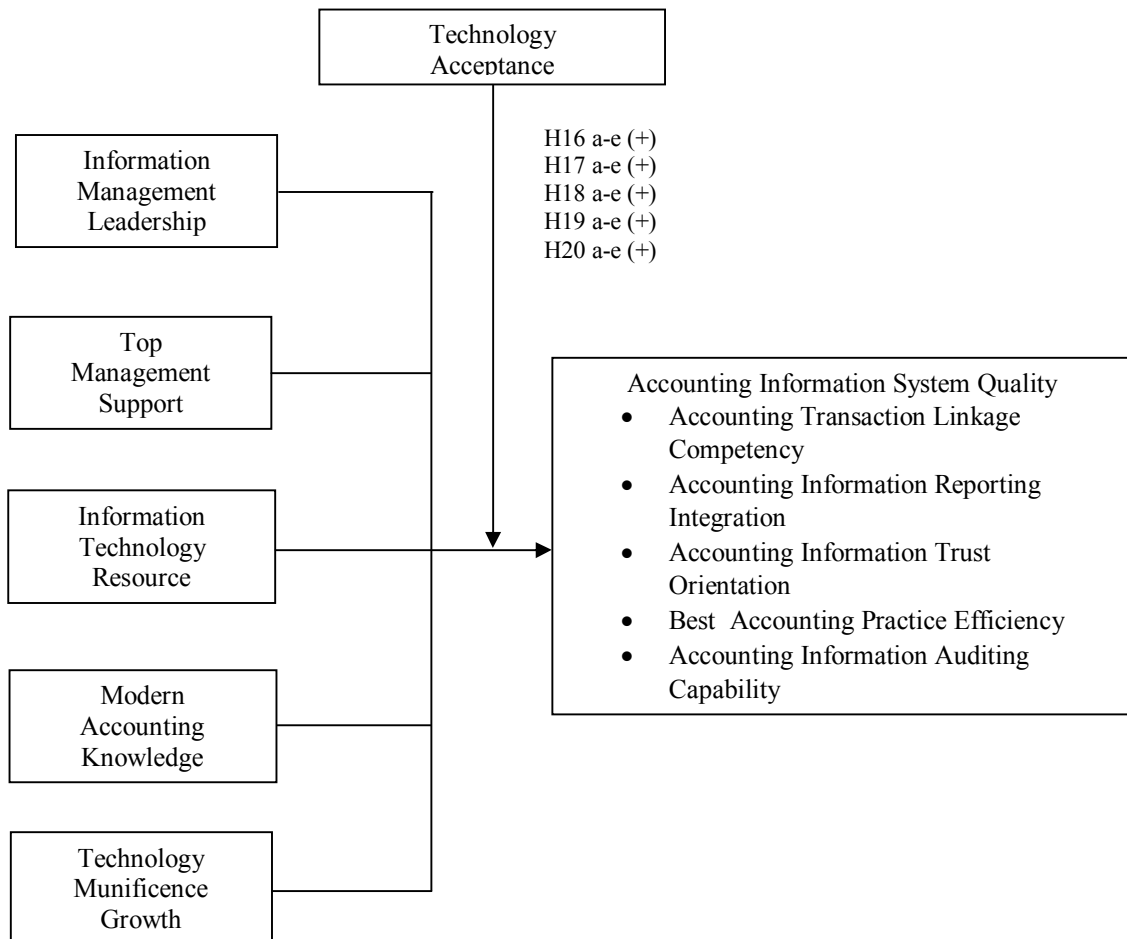 Technology
Acceptance
H16 a-e (+)
H17 a-e (+)
H18 a-e (+)
H19 a-e (+)
H20 a-e (+)
Information
Management
Leadership
Top
Management
Support
Information
Technology
Resource
Modern
Accounting
Knowledge
Technology
Munificence
Growth
Accounting Information System Quality
• Accounting Transaction Linkage
Competency
• Accounting Information Reporting
Integration
• Accounting Information Trust
Orientation
• Best Accounting Practice Efficiency
• Accounting Information Auditing
Capability